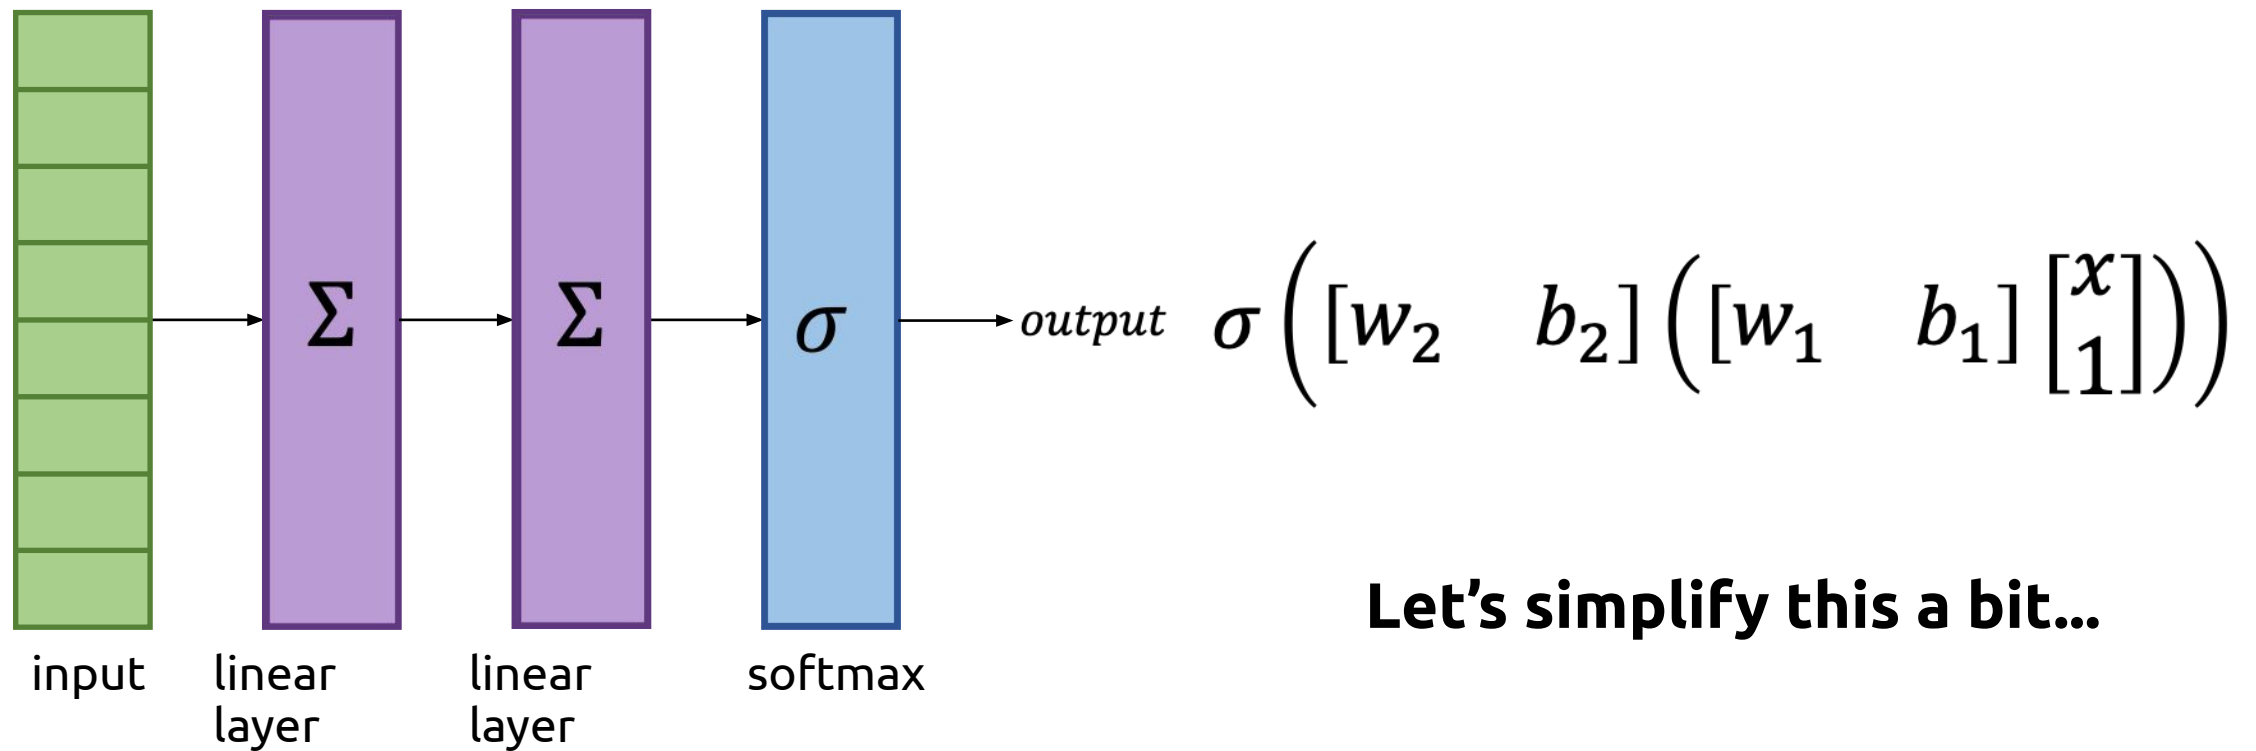 Σ
Σ
σ
output
σ([w₂ b₂]([w₁ b₁][x 1]))
Let's simplify this a bit...
input
linear
layer
linear
layer
softmax